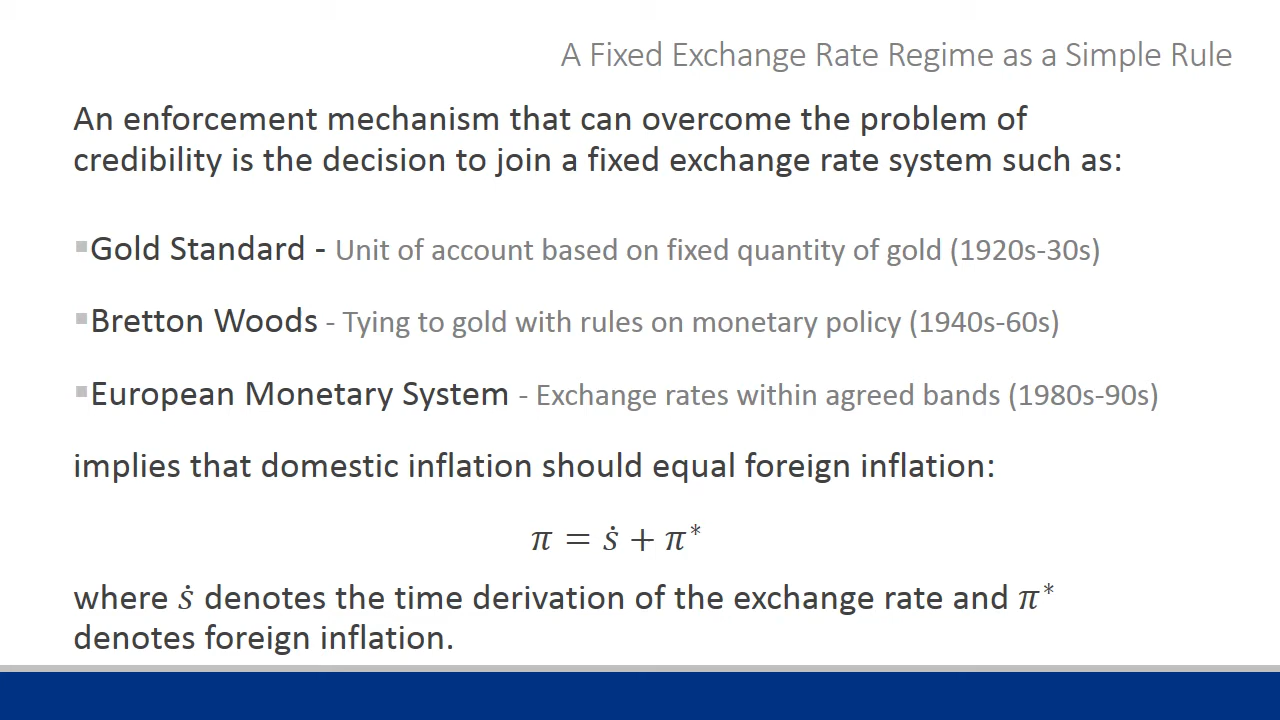 A Fixed Exchange Rate Regime as a Simple Rule
An enforcement mechanism that can overcome the problem of
credibility is the decision to join a fixed exchange rate system such as:
▪Gold Standard - Unit of account based on fixed quantity of gold (1920s-30s)
▪Bretton Woods - Tying to gold with rules on monetary policy (1940s-60s)
▪European Monetary System - Exchange rates within agreed bands (1980s-90s)
implies that domestic inflation should equal foreign inflation:
𝜋 = 𝑠̇ + 𝜋*
where 𝑠̇ denotes the time derivation of the exchange rate and 𝜋*
denotes foreign inflation.